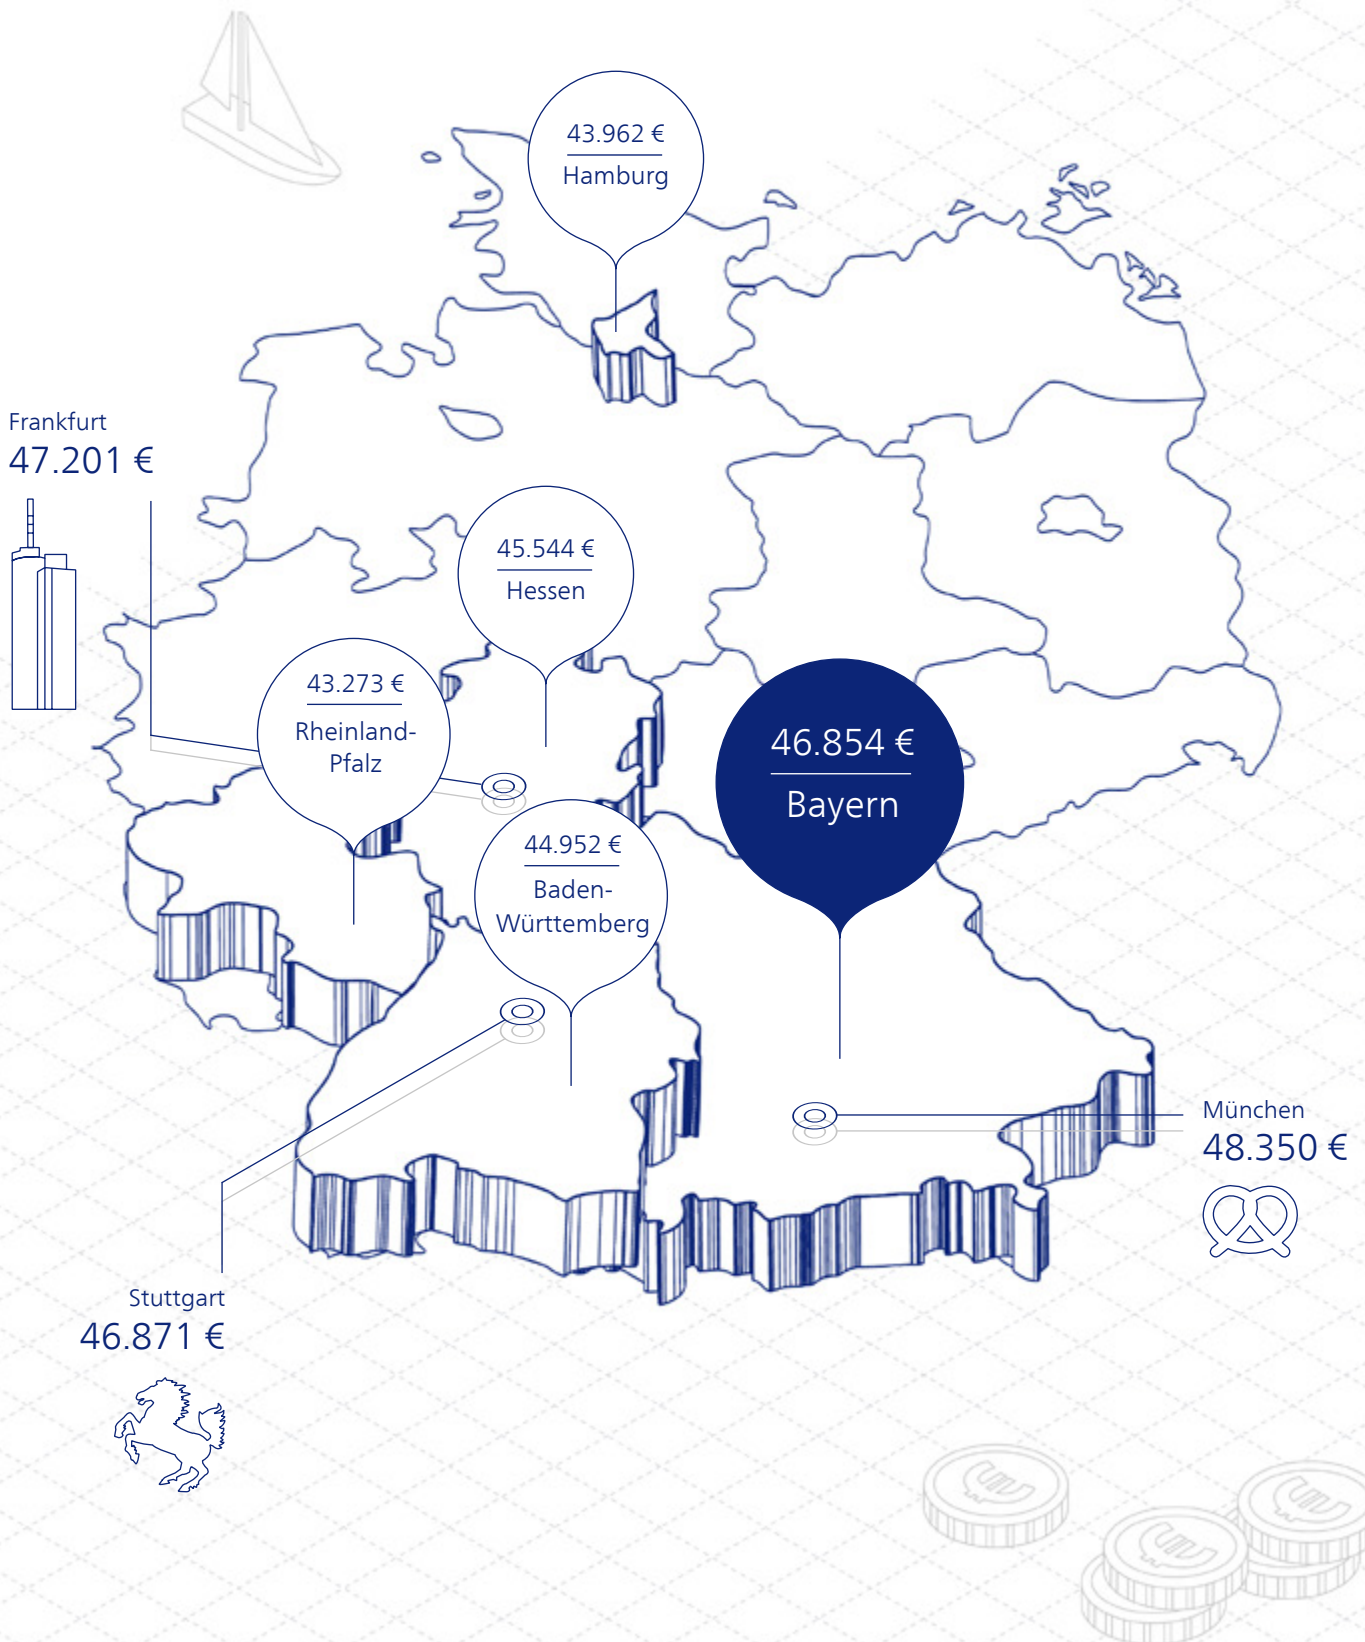 43.962 €
Hamburg
Frankfurt
47.201 €
45.544 €
Hessen
43.273 €
Rheinland-
Pfalz
46.854 €
Bayern
44.952 €
Baden-
Württemberg
München
48.350 €
Stuttgart
46.871 €